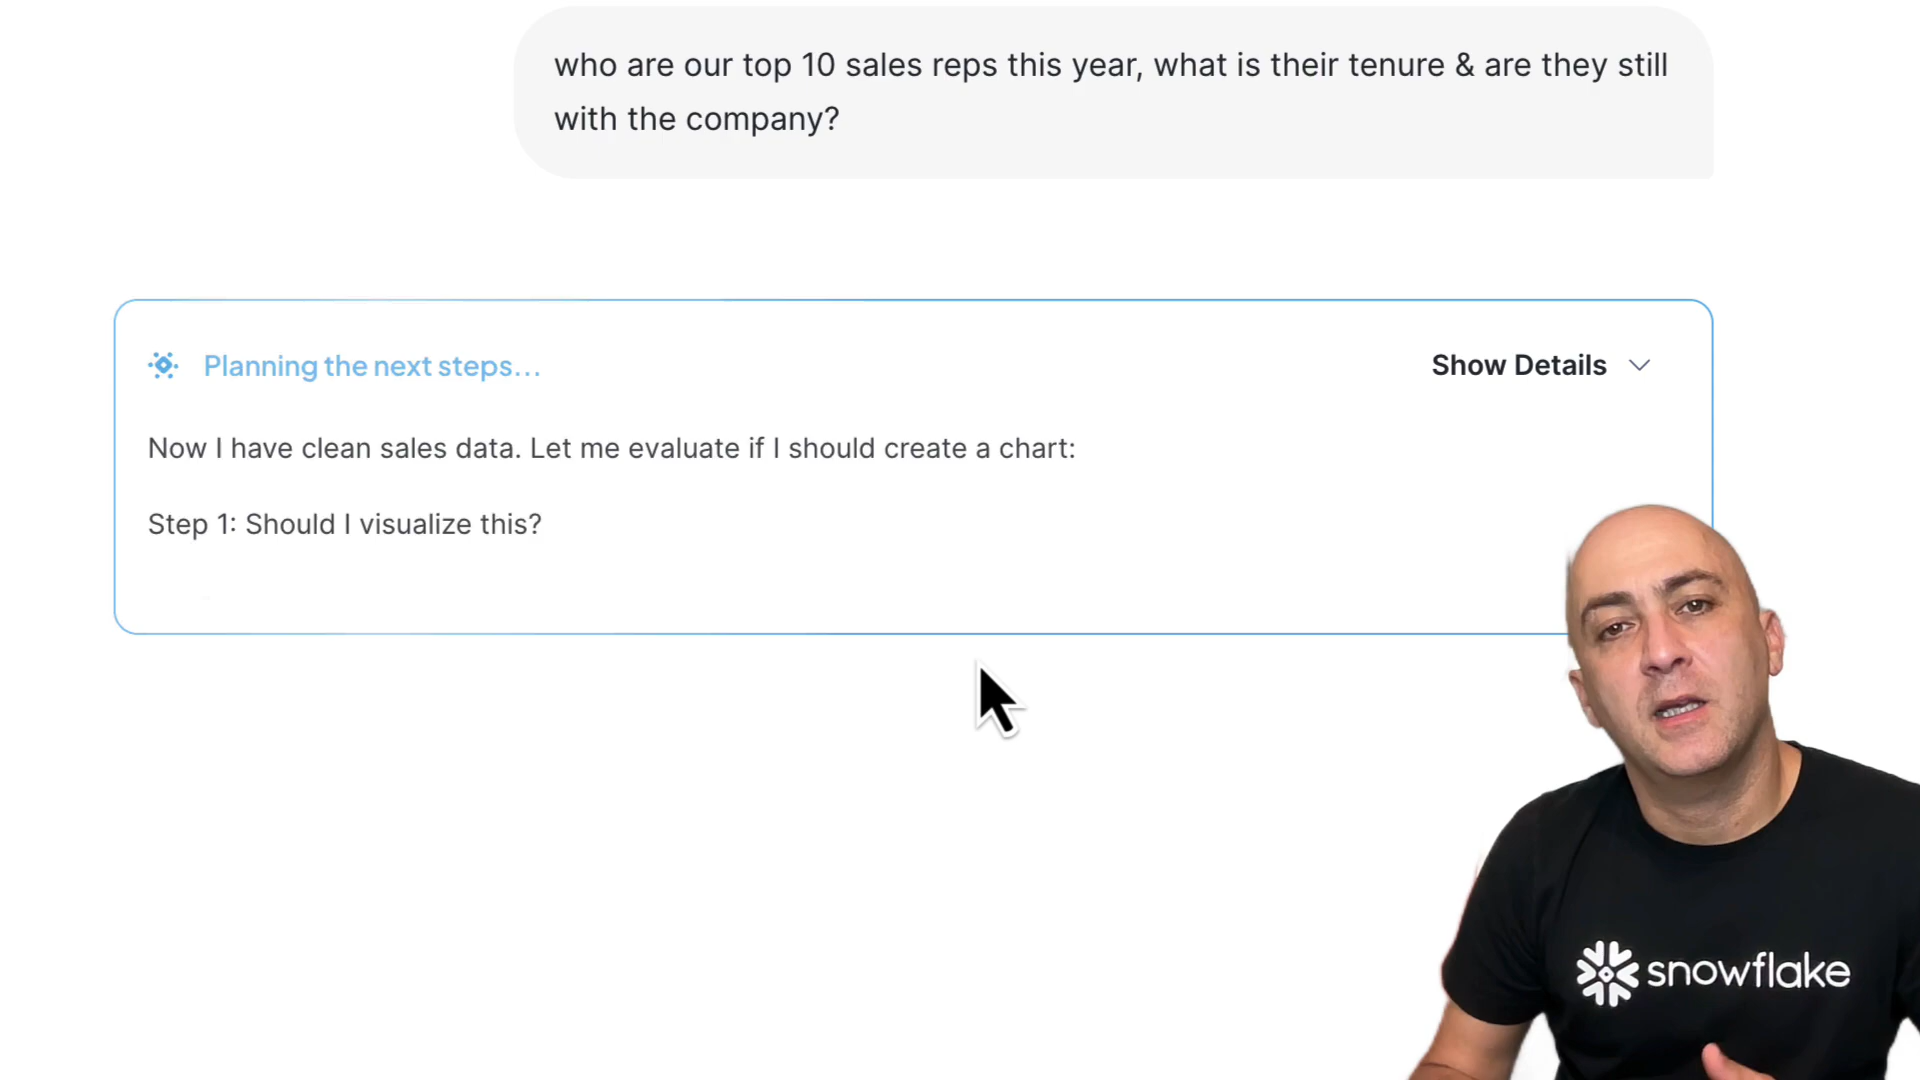 who are our top 10 sales reps this year, what is their tenure & are they still
with the company?
Planning the next steps...
Show Details
Now I have clean sales data. Let me evaluate if I should create a chart:
Step 1: Should I visualize this?
snowflake